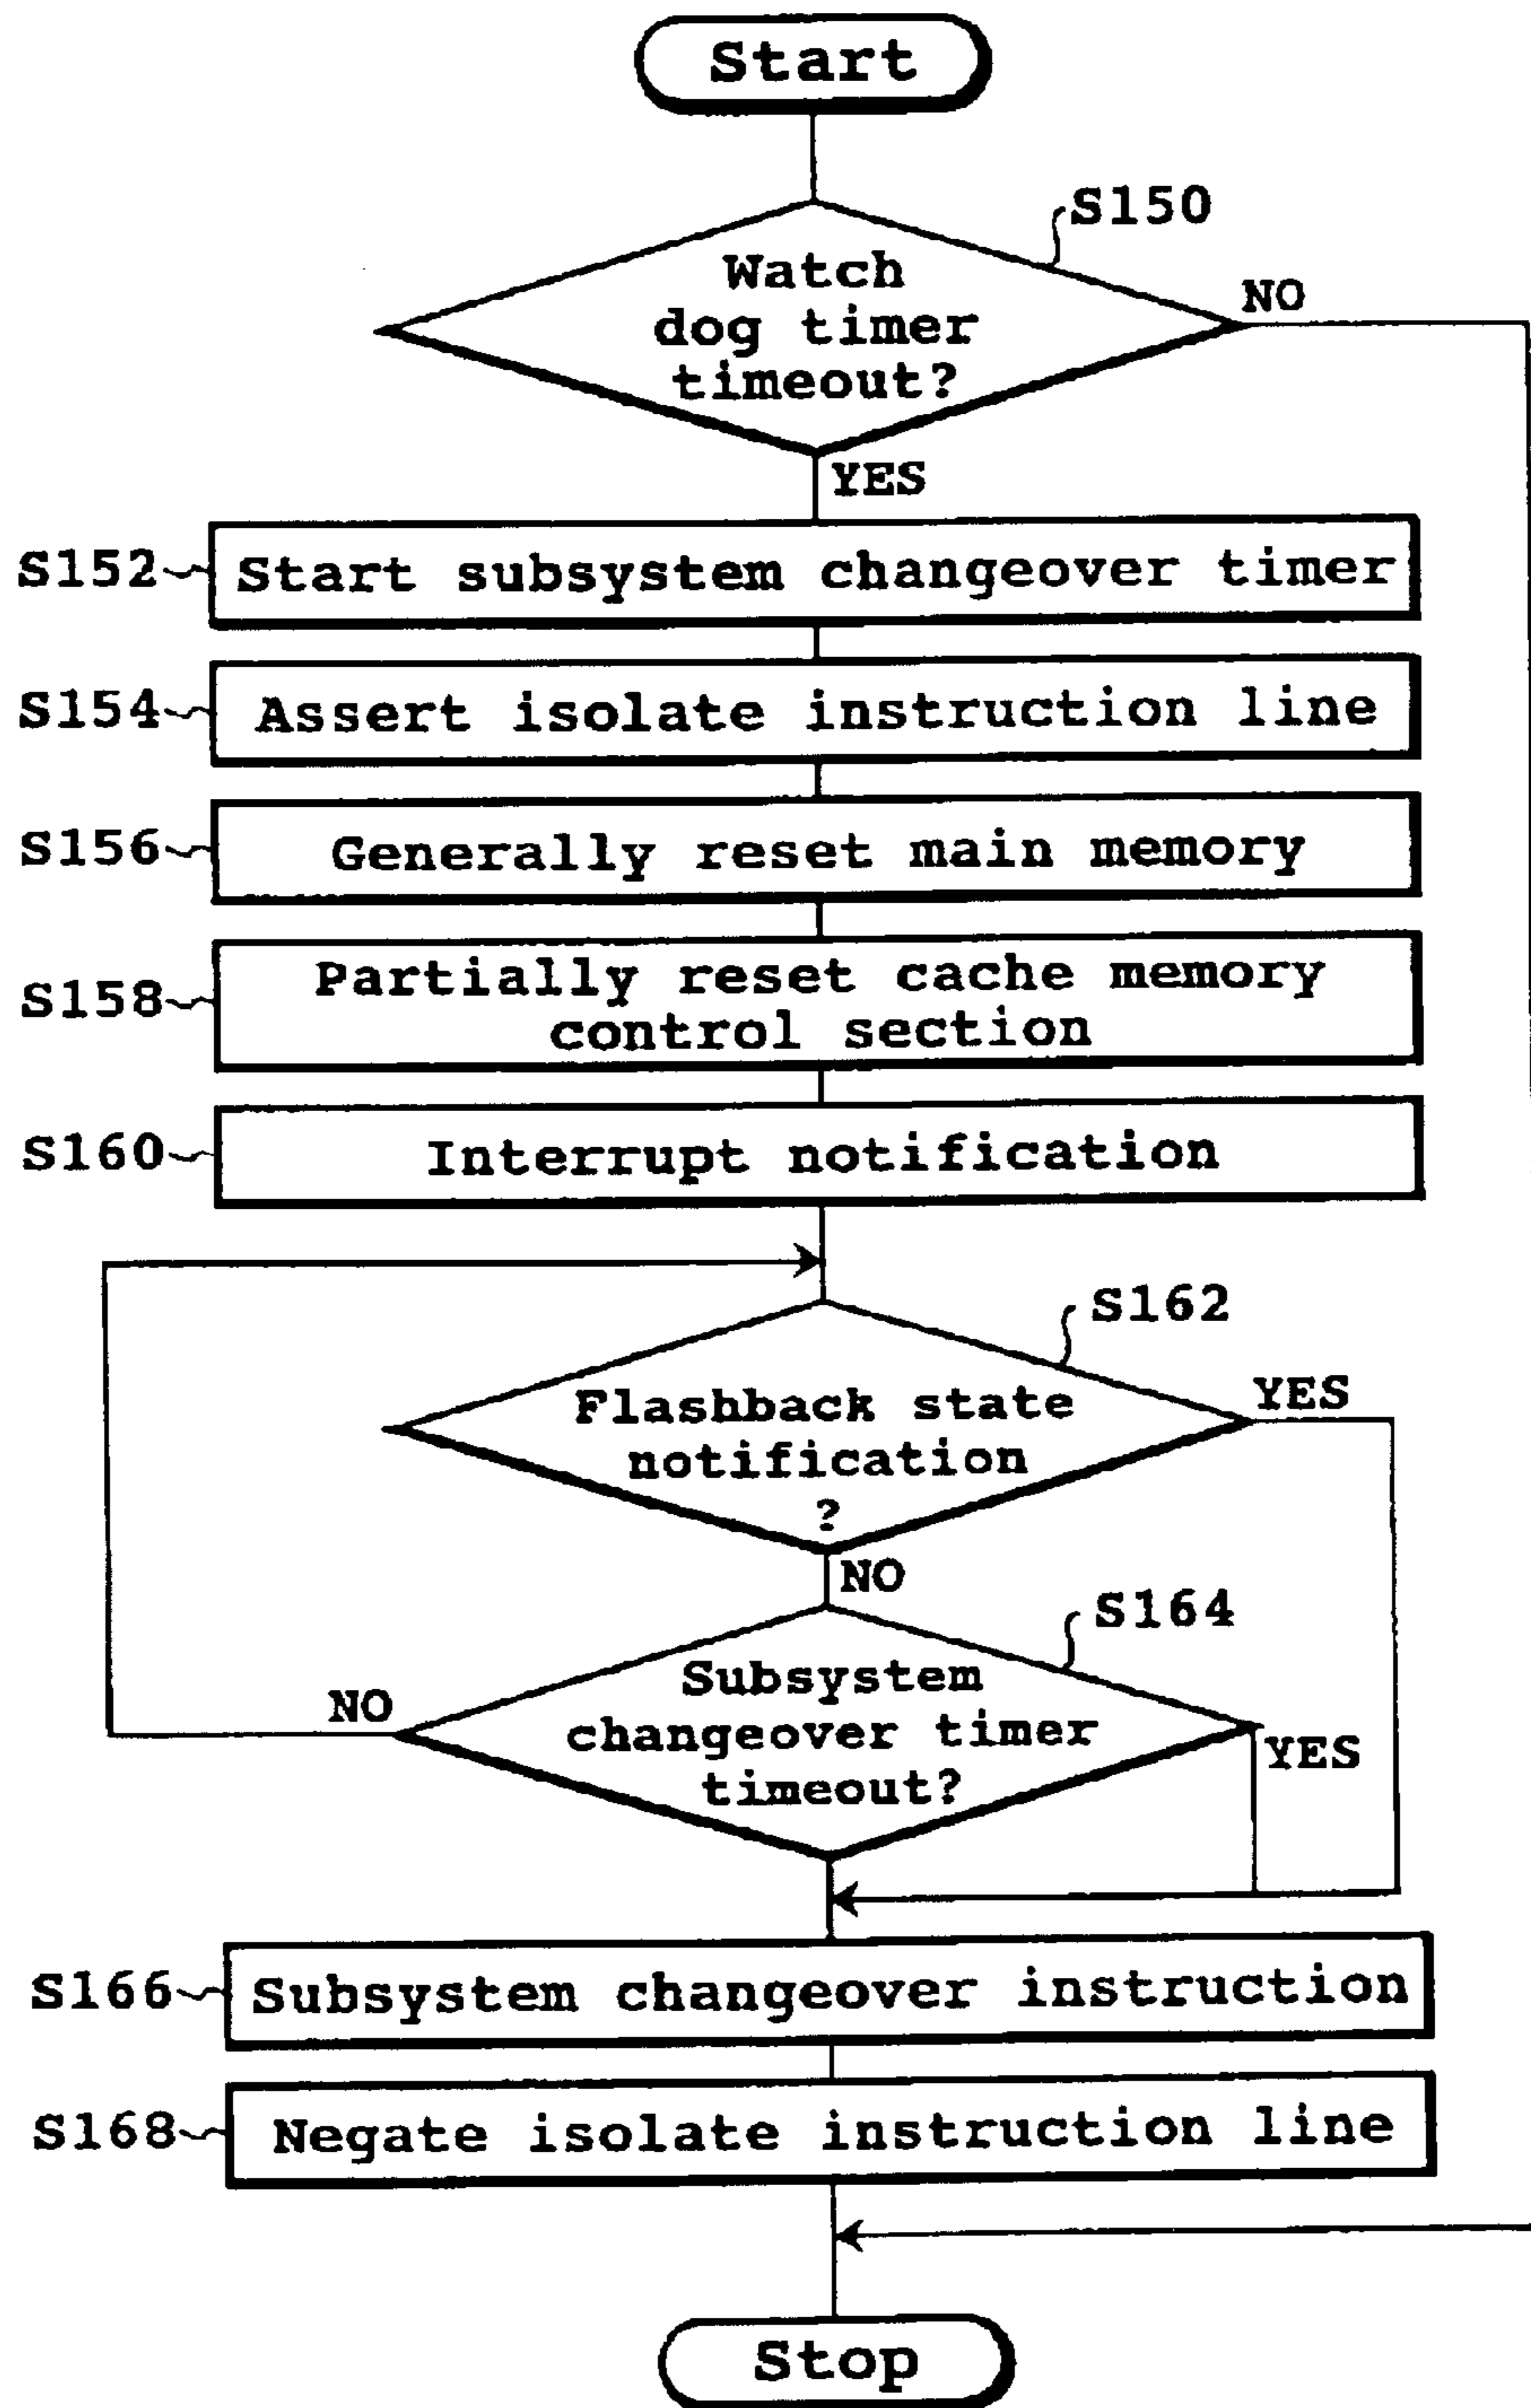 Start
S150
Watch
dog timer
timeout?
NO
YES
S152
Start subsystem changeover timer
S154
Assert isolate instruction line
S156
Generally reset main memory
S158
Partially reset cache memory
control section
S160
Interrupt notification
S162
Flashback state
notification
?
YES
NO
S164
Subsystem
changeover timer
timeout?
NO
YES
S166
Subsystem changeover instruction
S168
Negate isolate instruction line
Stop